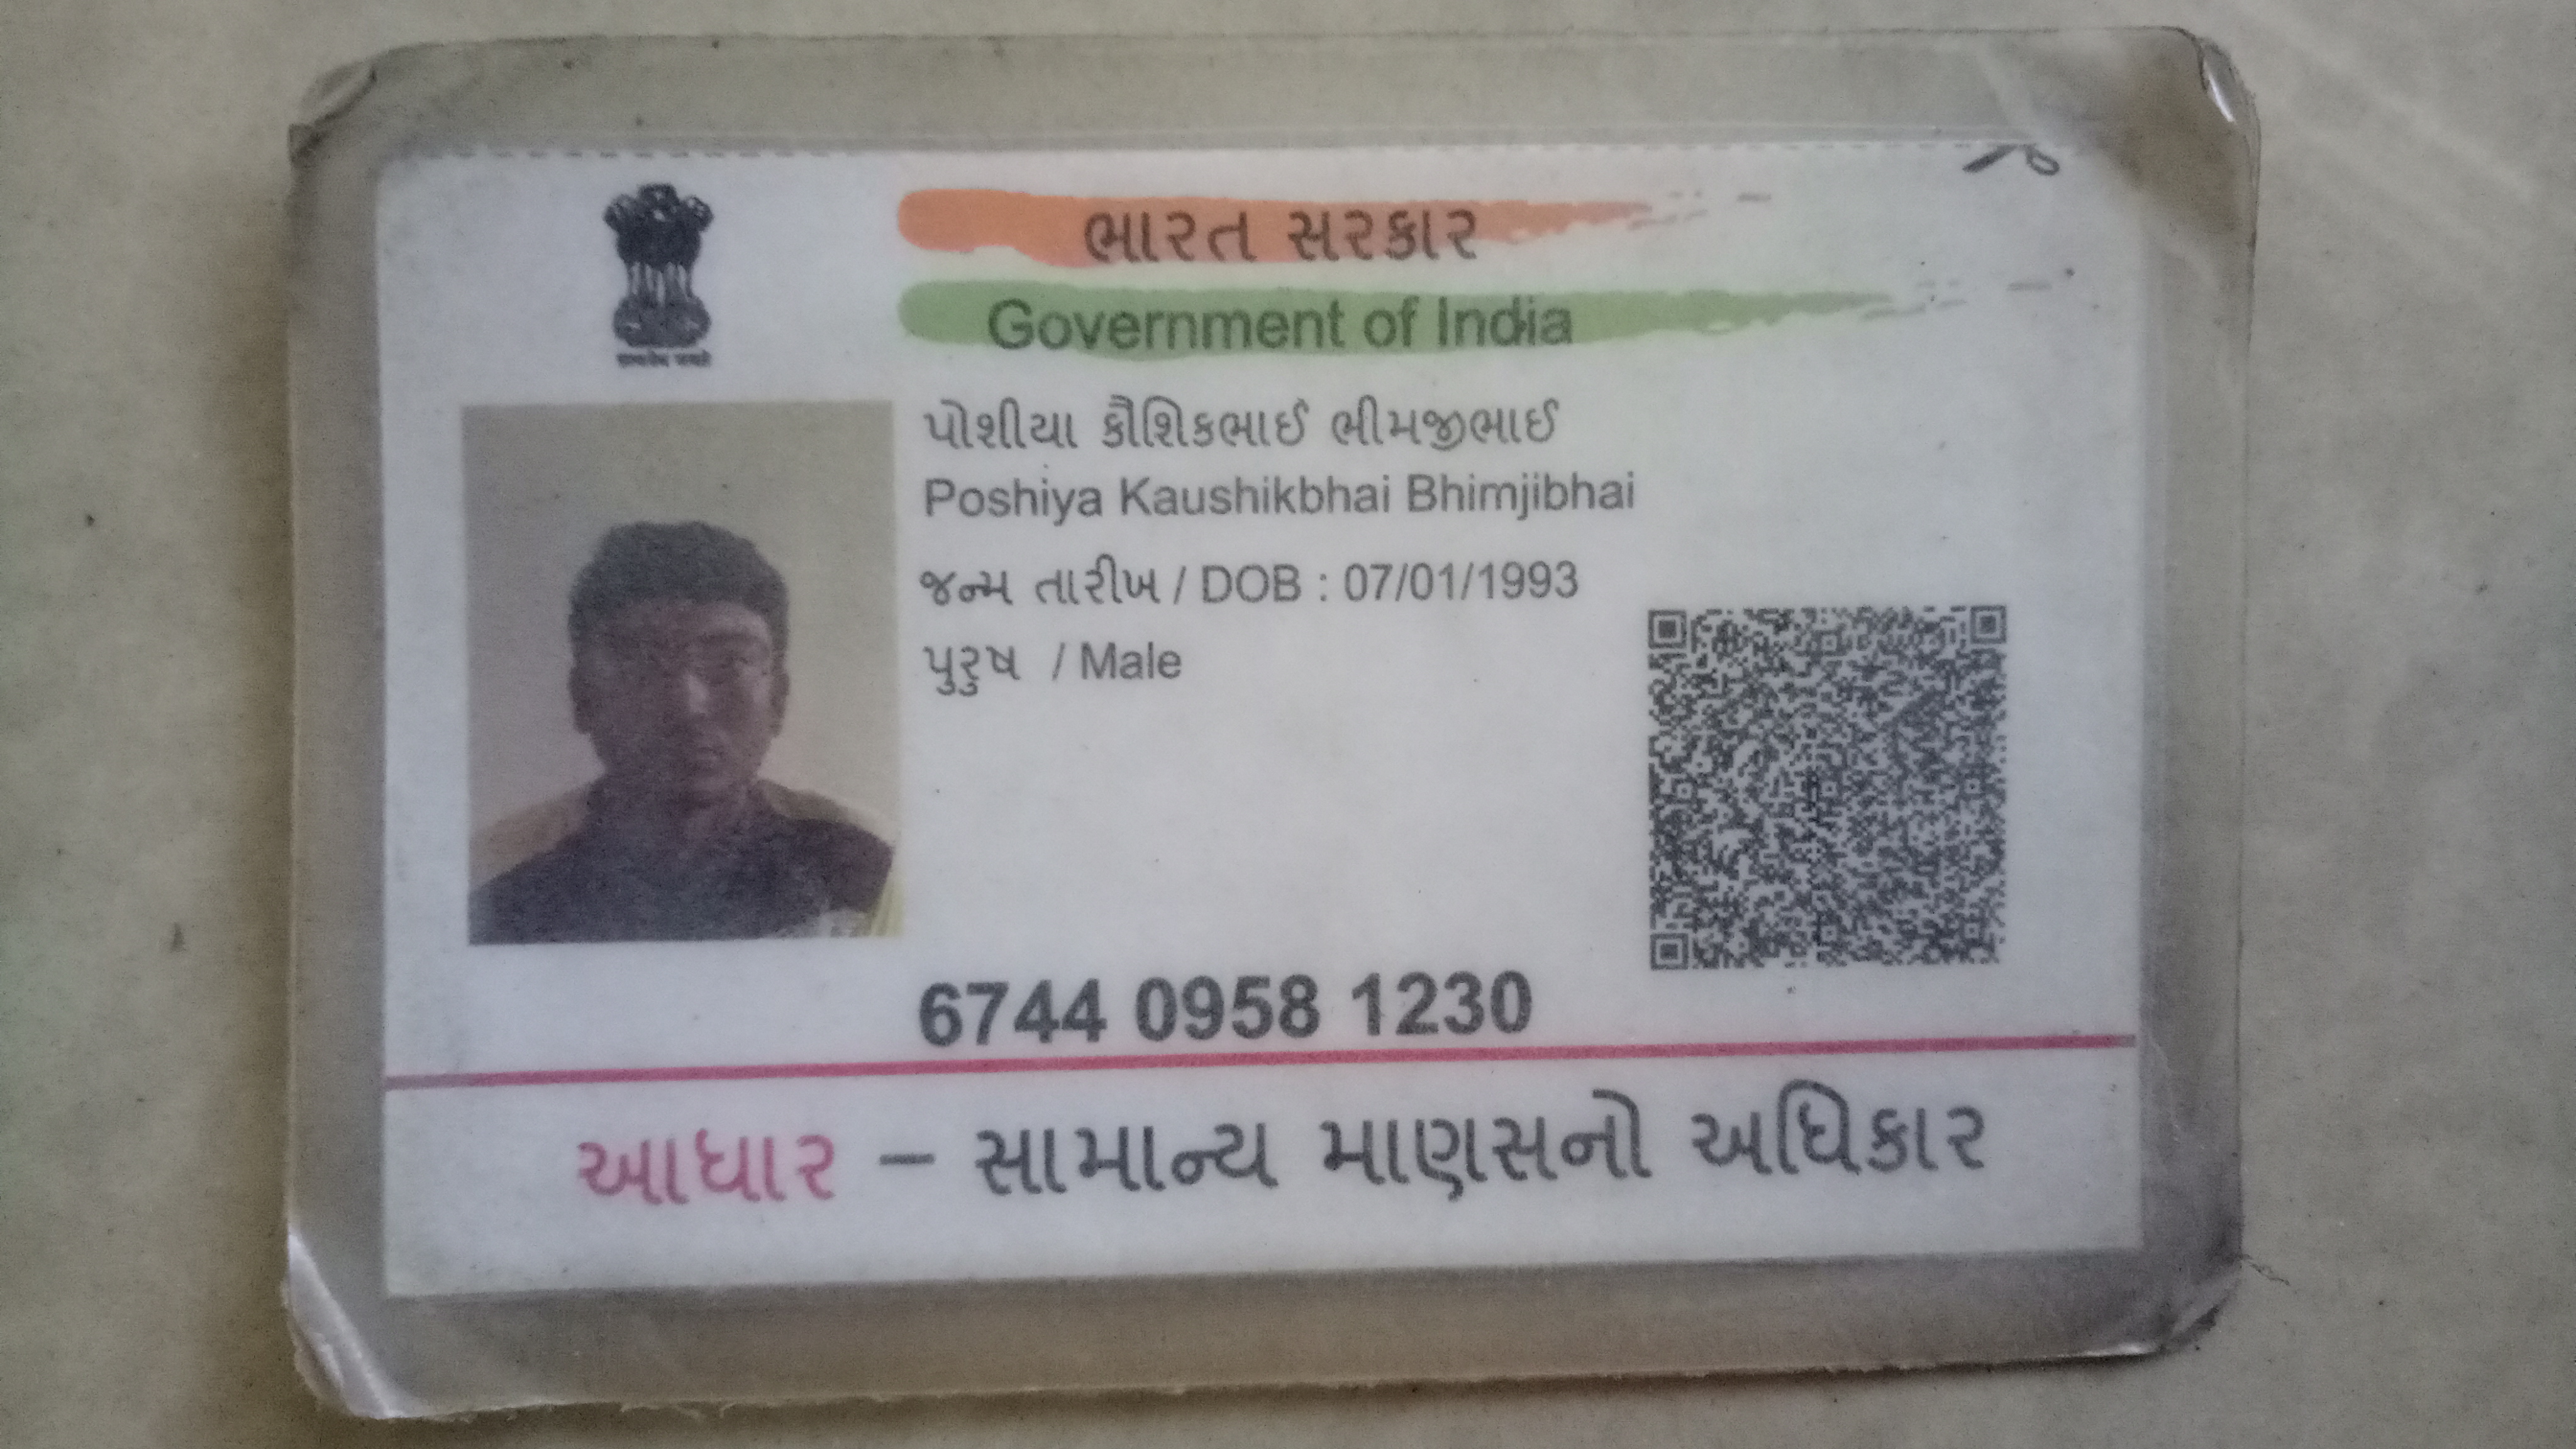 ભારત સરકાર
Government of India
પોશીયા કૌશિકભાઈ ભીમજીભાઈ
Poshiya Kaushikbhai Bhimjibhai
જન્મ તારીખ / DOB : 07/01/1993
પુરુષ / Male
6744 0958 1230
આધાર – સામાન્ય માણસનો અધિકાર